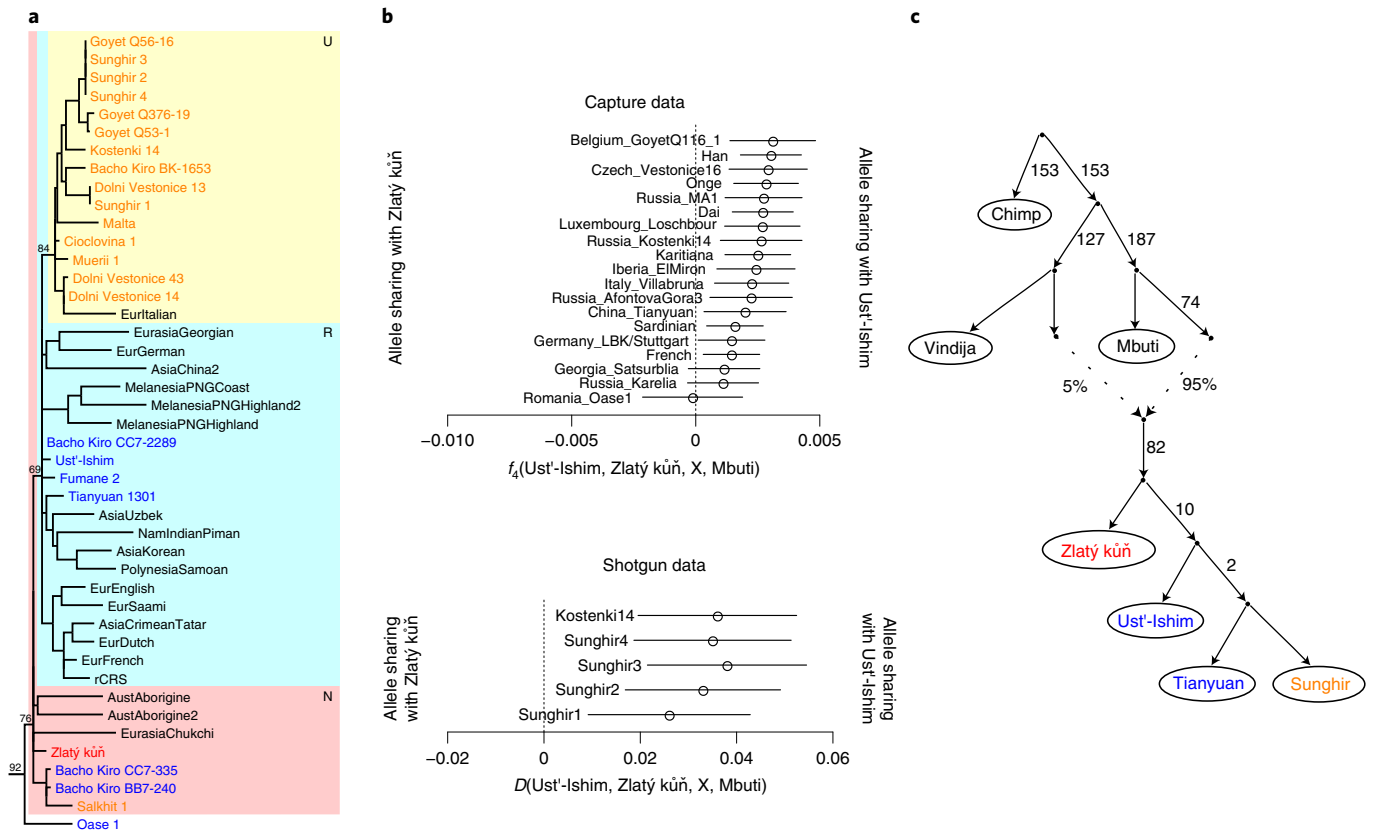 a
U
Goyet Q56-16
Sunghir 3
Sunghir 2
Sunghir 4
Goyet Q376-19
Goyet Q53-1
Kostenki 14
Bacho Kiro BK-1653
Dolni Vestonice 13
Sunghir 1
Malta
Cioclovina 1
84
Muerii 1
Dolni Vestonice 43
Dolni Vestonice 14
EurItalian
EurasiaGeorgian
R
EurGerman
AsiaChina2
MelanesiaPNGCoast
MelanesiaPNGHighland2
MelanesiaPNGHighland
Bacho Kiro CC7-2289
Ust'-Ishim
69
Fumane 2
Tianyuan 1301
AsiaUzbek
NamIndianPiman
AsiaKorean
PolynesiaSamoan
EurEnglish
EurSaami
AsiaCrimeanTatar
EurDutch
EurFrench
rCRS
AustAborigine
N
AustAborigine2
76
EurasiaChukchi
Zlatý kůň
92
Bacho Kiro CC7-335
Bacho Kiro BB7-240
Salkhit 1
Oase 1
b
Capture data
Allele sharing with Zlatý kůň
Allele sharing with Ust'-Ishim
Belgium_GoyetQ116_1
Han
Czech_Vestonice16
Onge
Russia_MA1
Dai
Luxembourg_Loschbour
Russia_Kostenki14
Karitiana
Iberia_ElMiron
Italy_Villabruna
Russia_AfontovaGora3
China_Tianyuan
Sardinian
Germany_LBK/Stuttgart
French
Georgia_Satsurblia
Russia_Karelia
Romania_Oase1
−0.010 −0.005 0 0.005
f4(Ust'-Ishim, Zlatý kůň, X, Mbuti)
Shotgun data
Allele sharing
with Zlatý kůň
Allele sharing
with Ust'-Ishim
Kostenki14
Sunghir4
Sunghir3
Sunghir2
Sunghir1
−0.02 0 0.02 0.04 0.06
D(Ust'-Ishim, Zlatý kůň, X, Mbuti)
c
153 153
Chimp
127 187
74
Vindija
Mbuti
5% 95%
82
10
Zlatý kůň
2
Ust'-Ishim
Tianyuan
Sunghir